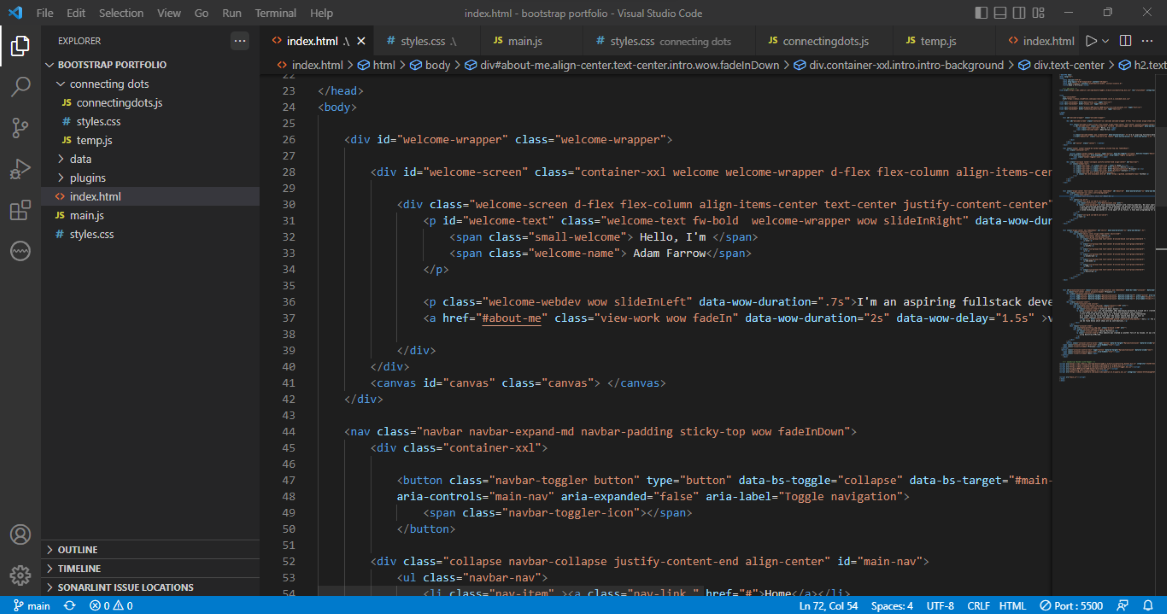 File Edit Selection View Go Run Terminal Help
index.html - bootstrap portfolio - Visual Studio Code
EXPLORER
BOOTSTRAP PORTFOLIO
connecting dots
JS connectingdots.js
# styles.css
JS temp.js
data
plugins
<> index.html
JS main.js
# styles.css
OUTLINE
TIMELINE
SONARLINT ISSUE LOCATIONS
<> index.html .\ # styles.css .\ JS main.js # styles.css connecting dots JS connectingdots.js JS temp.js <> index.html
<> index.html > html > body > div#about-me.align-center.text-center.intro.wow.fadeInDown > div.container-xxl.intro.intro-background > div.text-center > h2.text
22
23 </head>
24 <body>
25
26 <div id="welcome-wrapper" class="welcome-wrapper">
27
28 <div id="welcome-screen" class="container-xxl welcome welcome-wrapper d-flex flex-column align-items-cen
29
30 <div class="welcome-screen d-flex flex-column align-items-center text-center justify-content-center"
31 <p id="welcome-text" class="welcome-text fw-bold  welcome-wrapper wow slideInRight" data-wow-dur
32 <span class="small-welcome"> Hello, I'm </span>
33 <span class="welcome-name"> Adam Farrow</span>
34 </p>
35
36 <p class="welcome-webdev wow slideInLeft" data-wow-duration=".7s">I'm an aspiring fullstack deve
37 <a href="#about-me" class="view-work wow fadeIn" data-wow-duration="2s" data-wow-delay="1.5s" >v
38
39 </div>
40 </div>
41 <canvas id="canvas" class="canvas"> </canvas>
42 </div>
43
44 <nav class="navbar navbar-expand-md navbar-padding sticky-top wow fadeInDown">
45 <div class="container-xxl">
46
47 <button class="navbar-toggler button" type="button" data-bs-toggle="collapse" data-bs-target="#main-
48 aria-controls="main-nav" aria-expanded="false" aria-label="Toggle navigation">
49 <span class="navbar-toggler-icon"></span>
50 </button>
51
52 <div class="collapse navbar-collapse justify-content-end align-center" id="main-nav">
53 <ul class="navbar-nav">
54 <li class="nav-item" ><a class="nav-link " href="#">Home</a></li>
main 0 0 Ln 72, Col 54 Spaces: 4 UTF-8 CRLF HTML Port : 5500